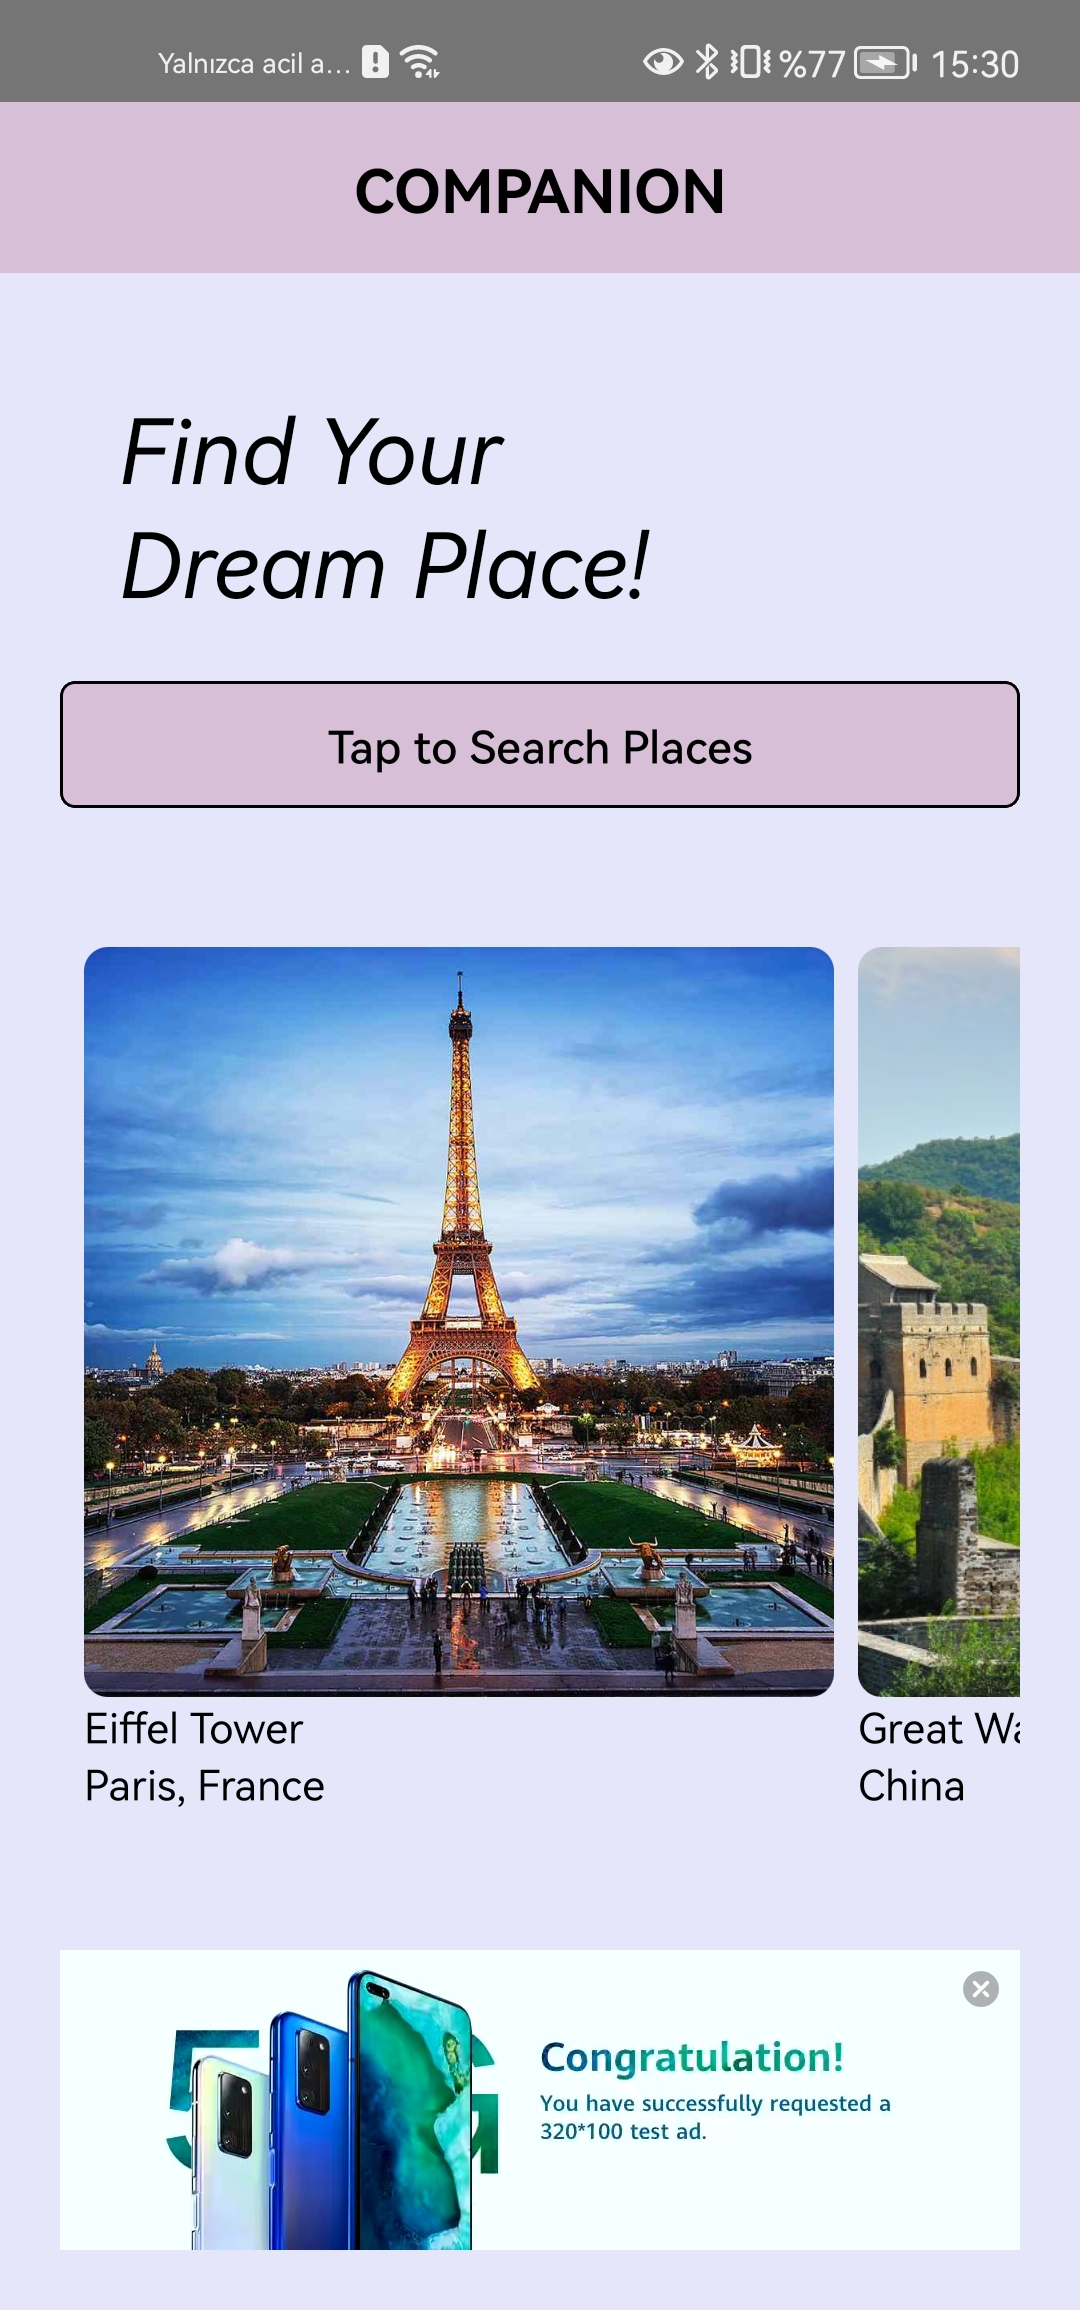 Yalnızca acil a...
%77
15:30
COMPANION
Find Your
Dream Place!
Tap to Search Places
Eiffel Tower
Paris, France
Great Wa
China
5G
Congratulation!
You have successfully requested a
320*100 test ad.